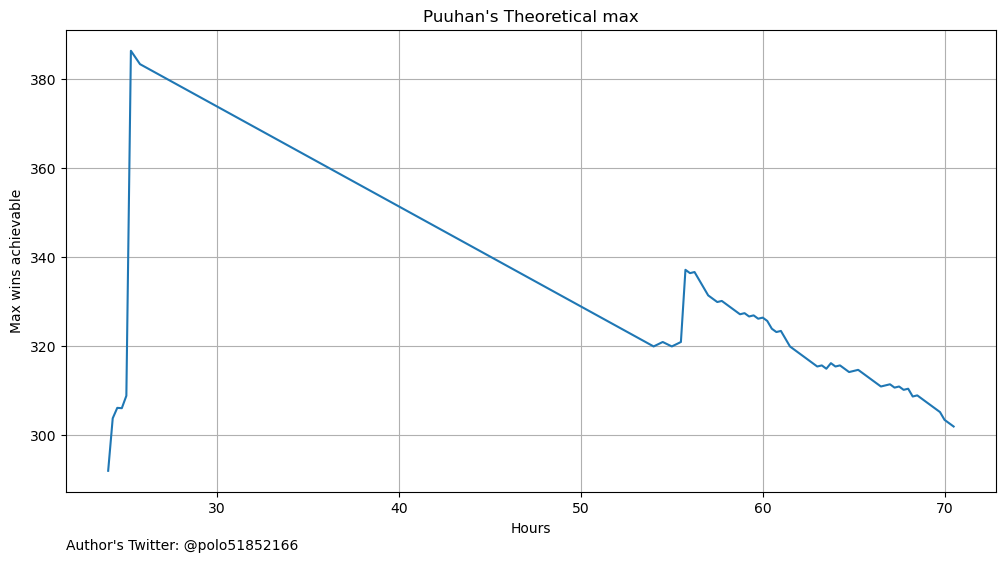 Puuhan's Theoretical max
Max wins achievable
380
360
340
320
300
30
40
50
60
70
Hours
Author's Twitter: @polo51852166